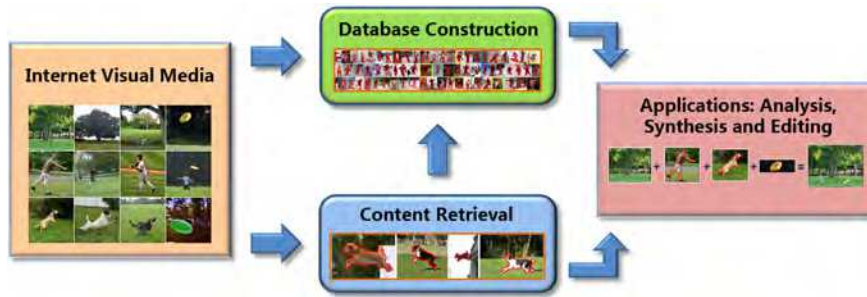 Internet Visual Media
Database Construction
Content Retrieval
Applications: Analysis,
Synthesis and Editing
+ + + =